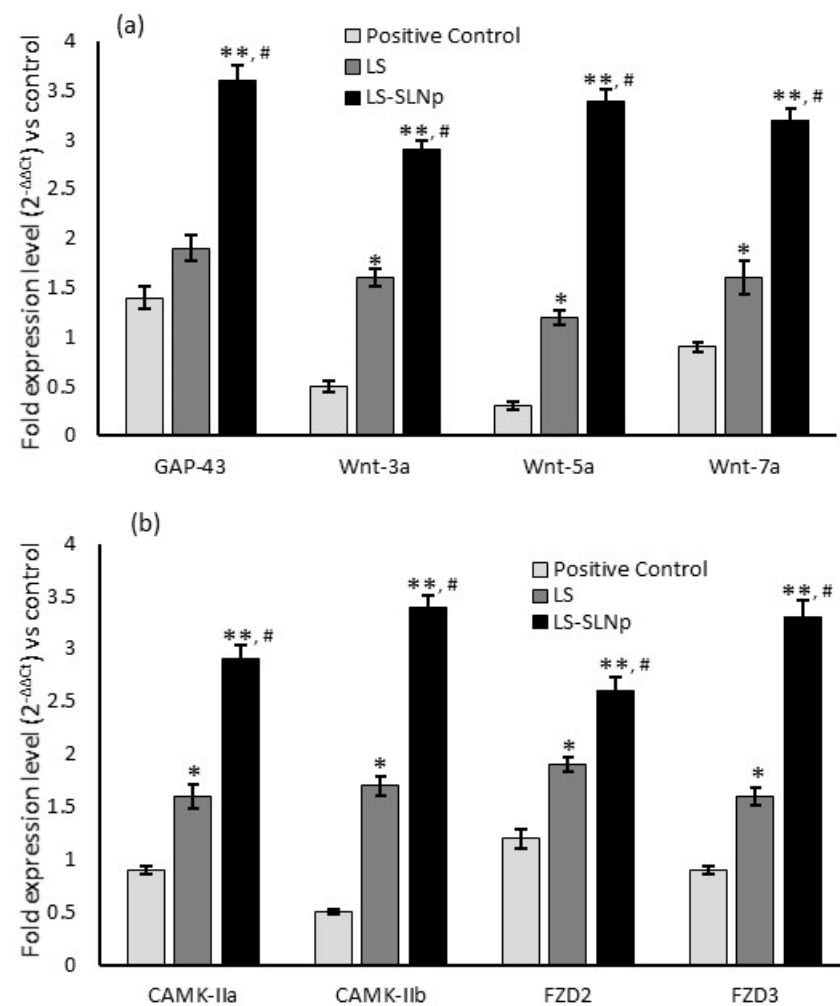 (a)
Positive Control
LS
LS-SLNp
Fold expression level (2^-ΔΔCt) vs control
4
3.5
3
2.5
2
1.5
1
0.5
0
**, #
* **, #
* **, #
* **, #
GAP-43 Wnt-3a Wnt-5a Wnt-7a
(b)
Positive Control
LS
LS-SLNp
Fold expression level (2^-ΔΔCt) vs control
4
3.5
3
2.5
2
1.5
1
0.5
0
* **, #
* **, #
* **, #
* **, #
CAMK-IIa CAMK-IIb FZD2 FZD3